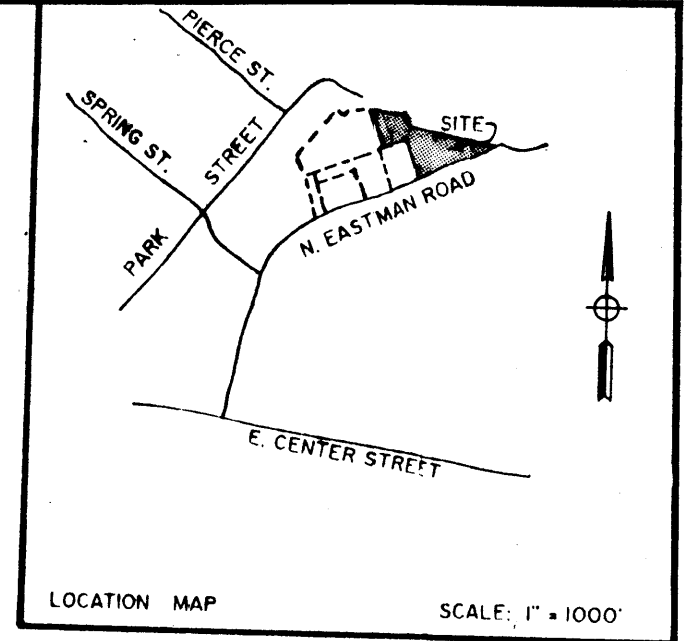 PIERCE ST.
SPRING ST.
PARK STREET
SITE
N. EASTMAN ROAD
E. CENTER STREET
LOCATION MAP
SCALE: 1" = 1000'